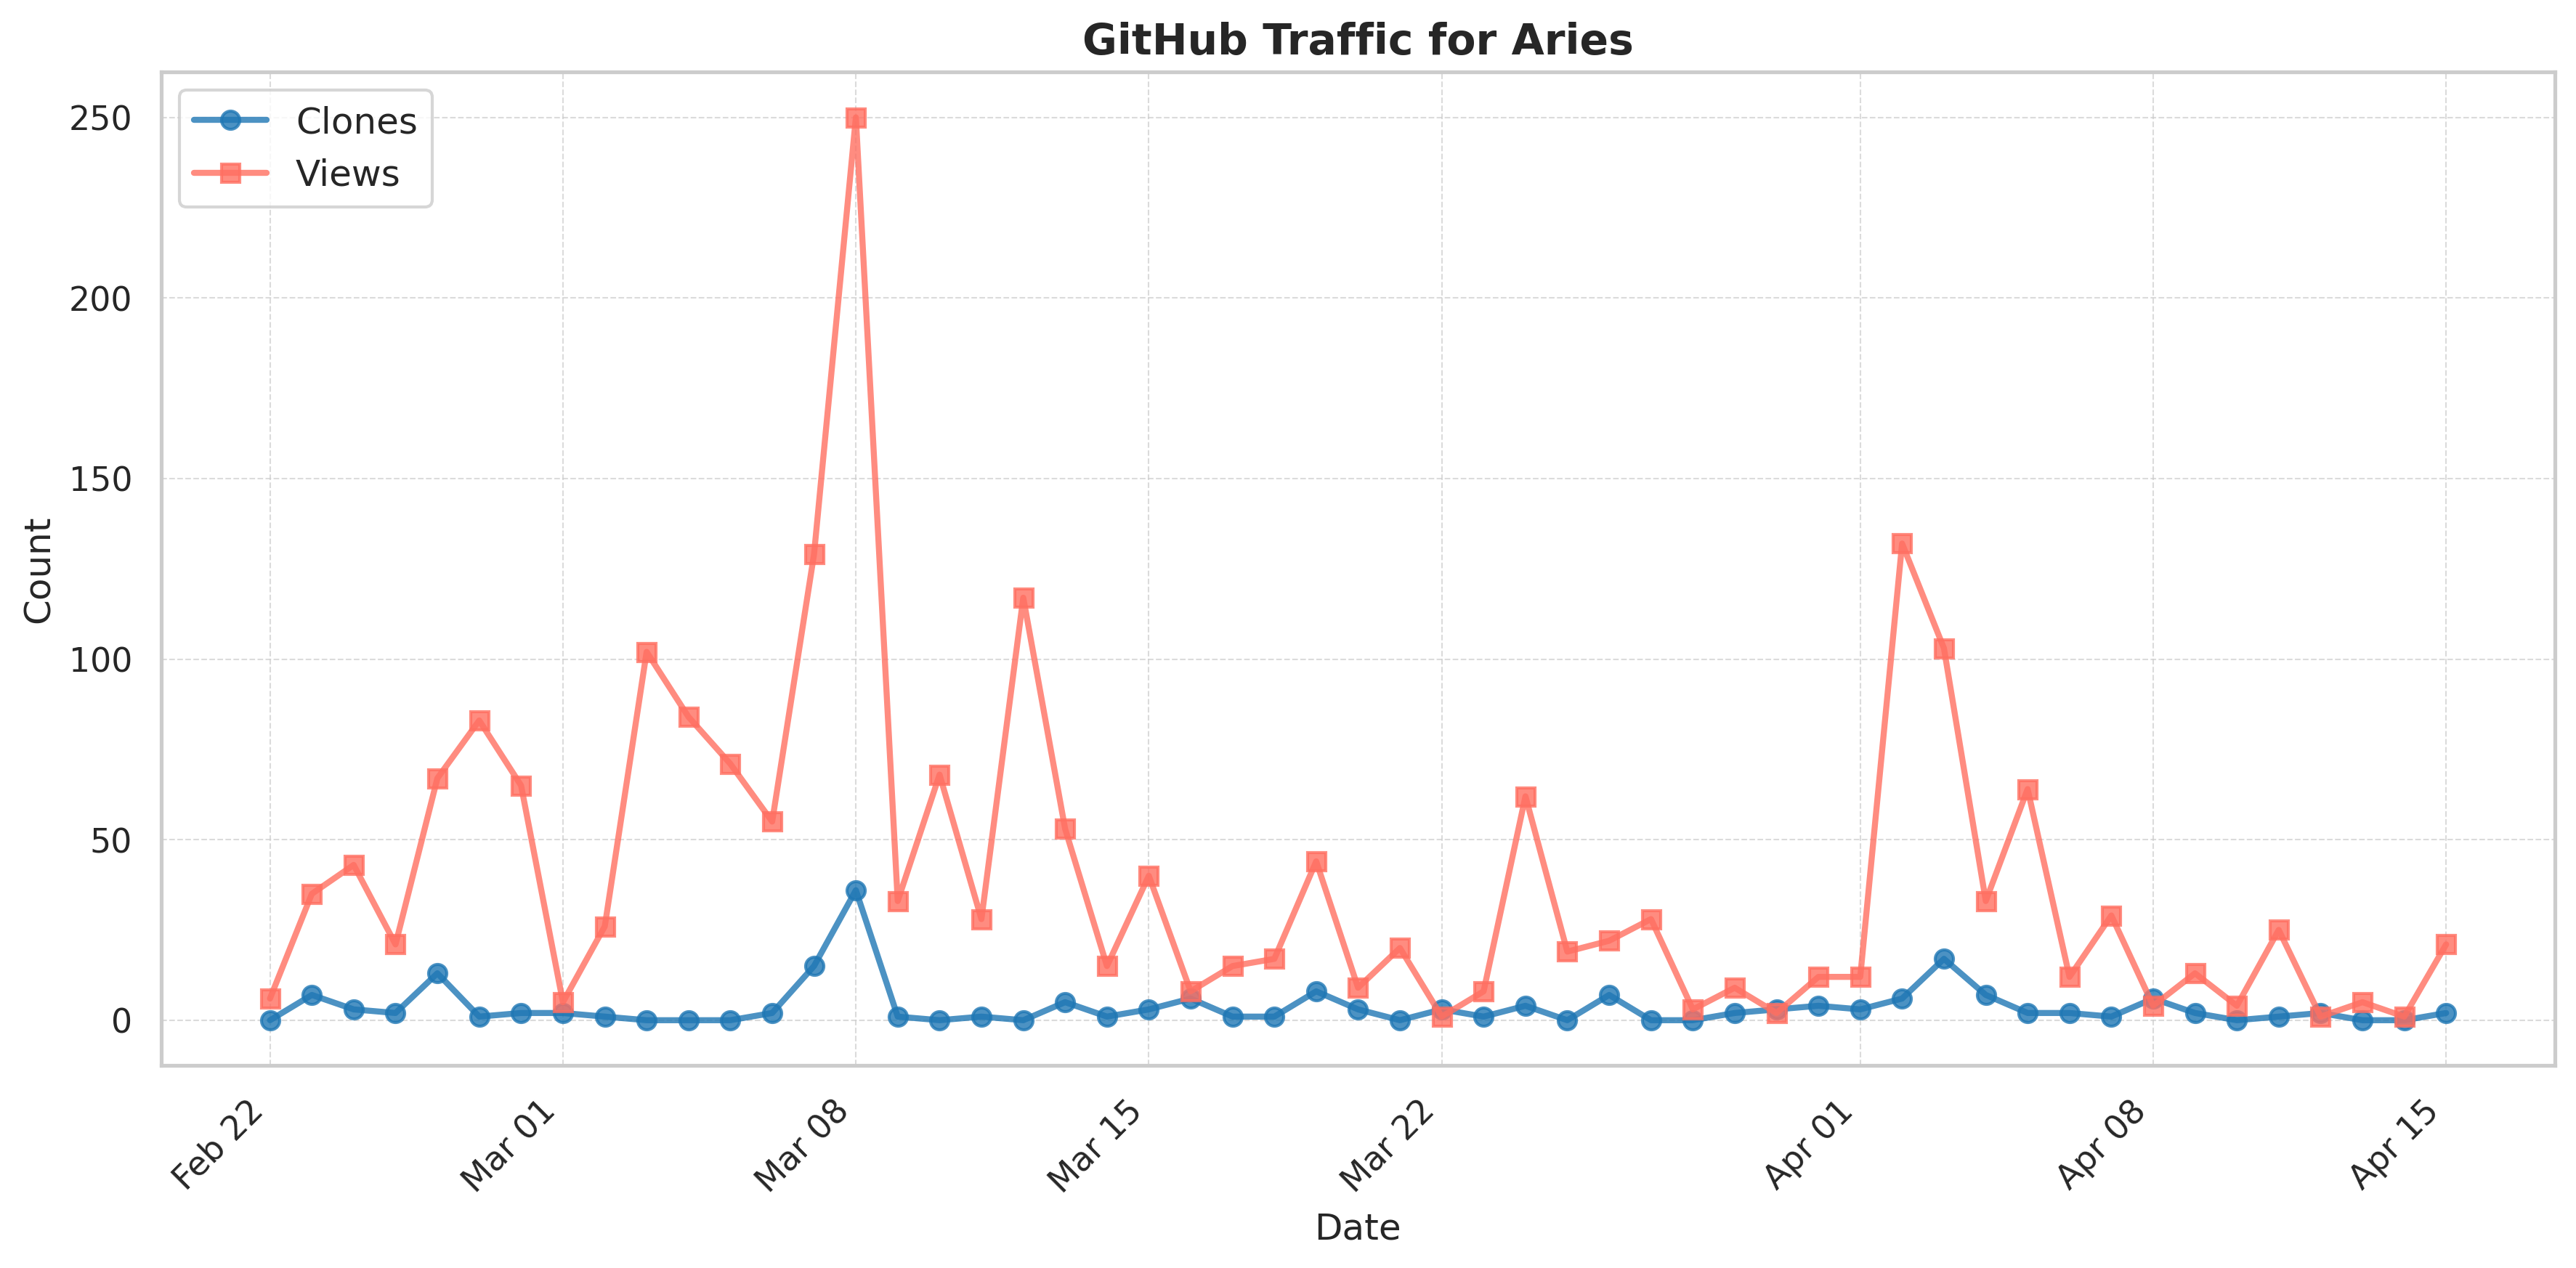 GitHub Traffic for Aries
Clones
Views
250
200
150
100
50
0
Count
Feb 22
Mar 01
Mar 08
Mar 15
Mar 22
Apr 01
Apr 08
Apr 15
Date